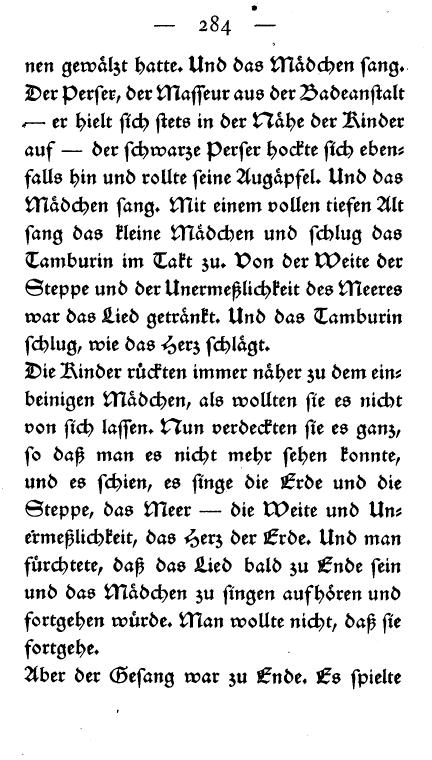 — 284 —
nen gewälzt hatte. Und das Mädchen sang.
Der Perser, der Masseur aus der Badeanstalt
— er hielt sich stets in der Nähe der Kinder
auf — der schwarze Perser hockte sich eben-
falls hin und rollte seine Augäpfel. Und das
Mädchen sang. Mit einem vollen tiefen Alt
sang das kleine Mädchen und schlug das
Tamburin im Takt zu. Von der Weite der
Steppe und der Unermeßlichkeit des Meeres
war das Lied getränkt. Und das Tamburin
schlug, wie das Herz schlägt.
Die Kinder rückten immer näher zu dem ein-
beinigen Mädchen, als wollten sie es nicht
von sich lassen. Nun verdeckten sie es ganz,
so daß man es nicht mehr sehen konnte,
und es schien, es singe die Erde und die
Steppe, das Meer — die Weite und Un-
ermeßlichkeit, das Herz der Erde. Und man
fürchtete, daß das Lied bald zu Ende sein
und das Mädchen zu singen aufhören und
fortgehen würde. Man wollte nicht, daß sie
fortgehe.
Aber der Gesang war zu Ende. Es spielte